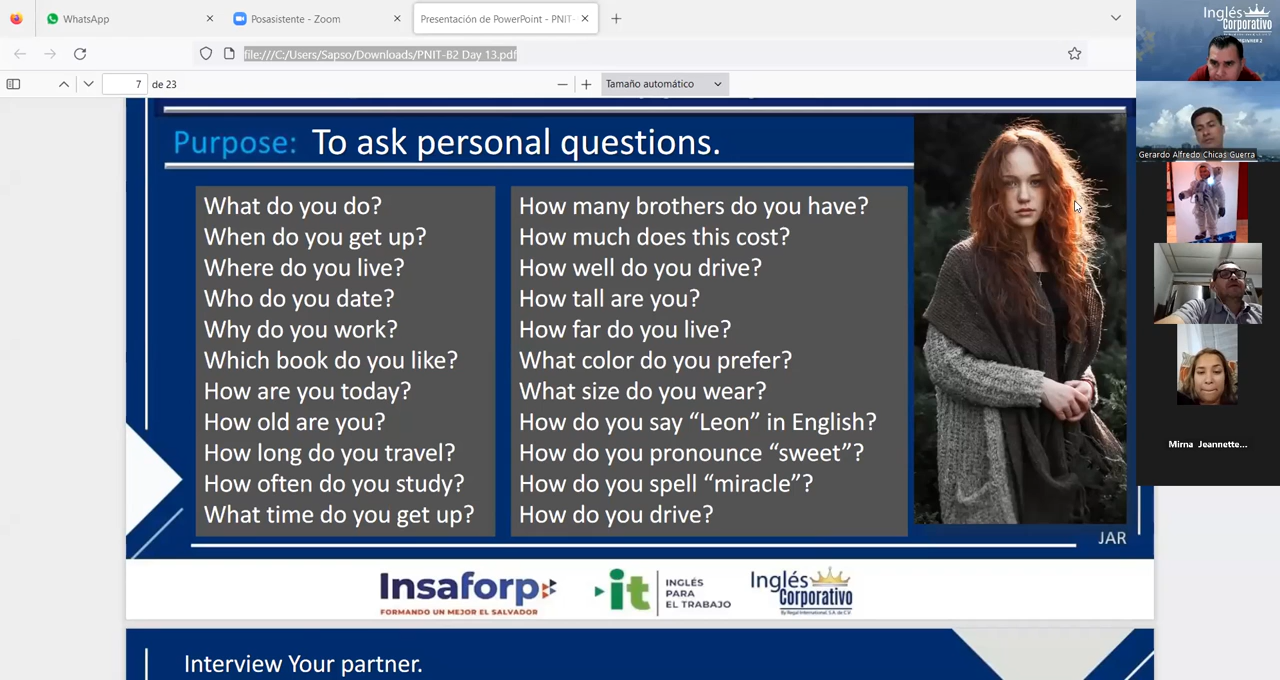 WhatsApp
Posasistente - Zoom
Presentación de PowerPoint - PNIT-
file:///C:/Users/Sapso/Downloads/PNIT-B2 Day 13.pdf
7 de 23
Tamaño automático
Purpose: To ask personal questions.
What do you do?
When do you get up?
Where do you live?
Who do you date?
Why do you work?
Which book do you like?
How are you today?
How old are you?
How long do you travel?
How often do you study?
What time do you get up?
How many brothers do you have?
How much does this cost?
How well do you drive?
How tall are you?
How far do you live?
What color do you prefer?
What size do you wear?
How do you say “Leon” in English?
How do you pronounce “sweet”?
How do you spell “miracle”?
How do you drive?
JAR
Insaforp
FORMANDO UN MEJOR EL SALVADOR
it
INGLÉS
PARA
EL TRABAJO
Inglés
Corporativo
By Regal International, S.A. de C.V
Interview Your partner.
Inglés
Corporativo
Gerardo Alfredo Chicas Guerra
Mirna Jeannette...